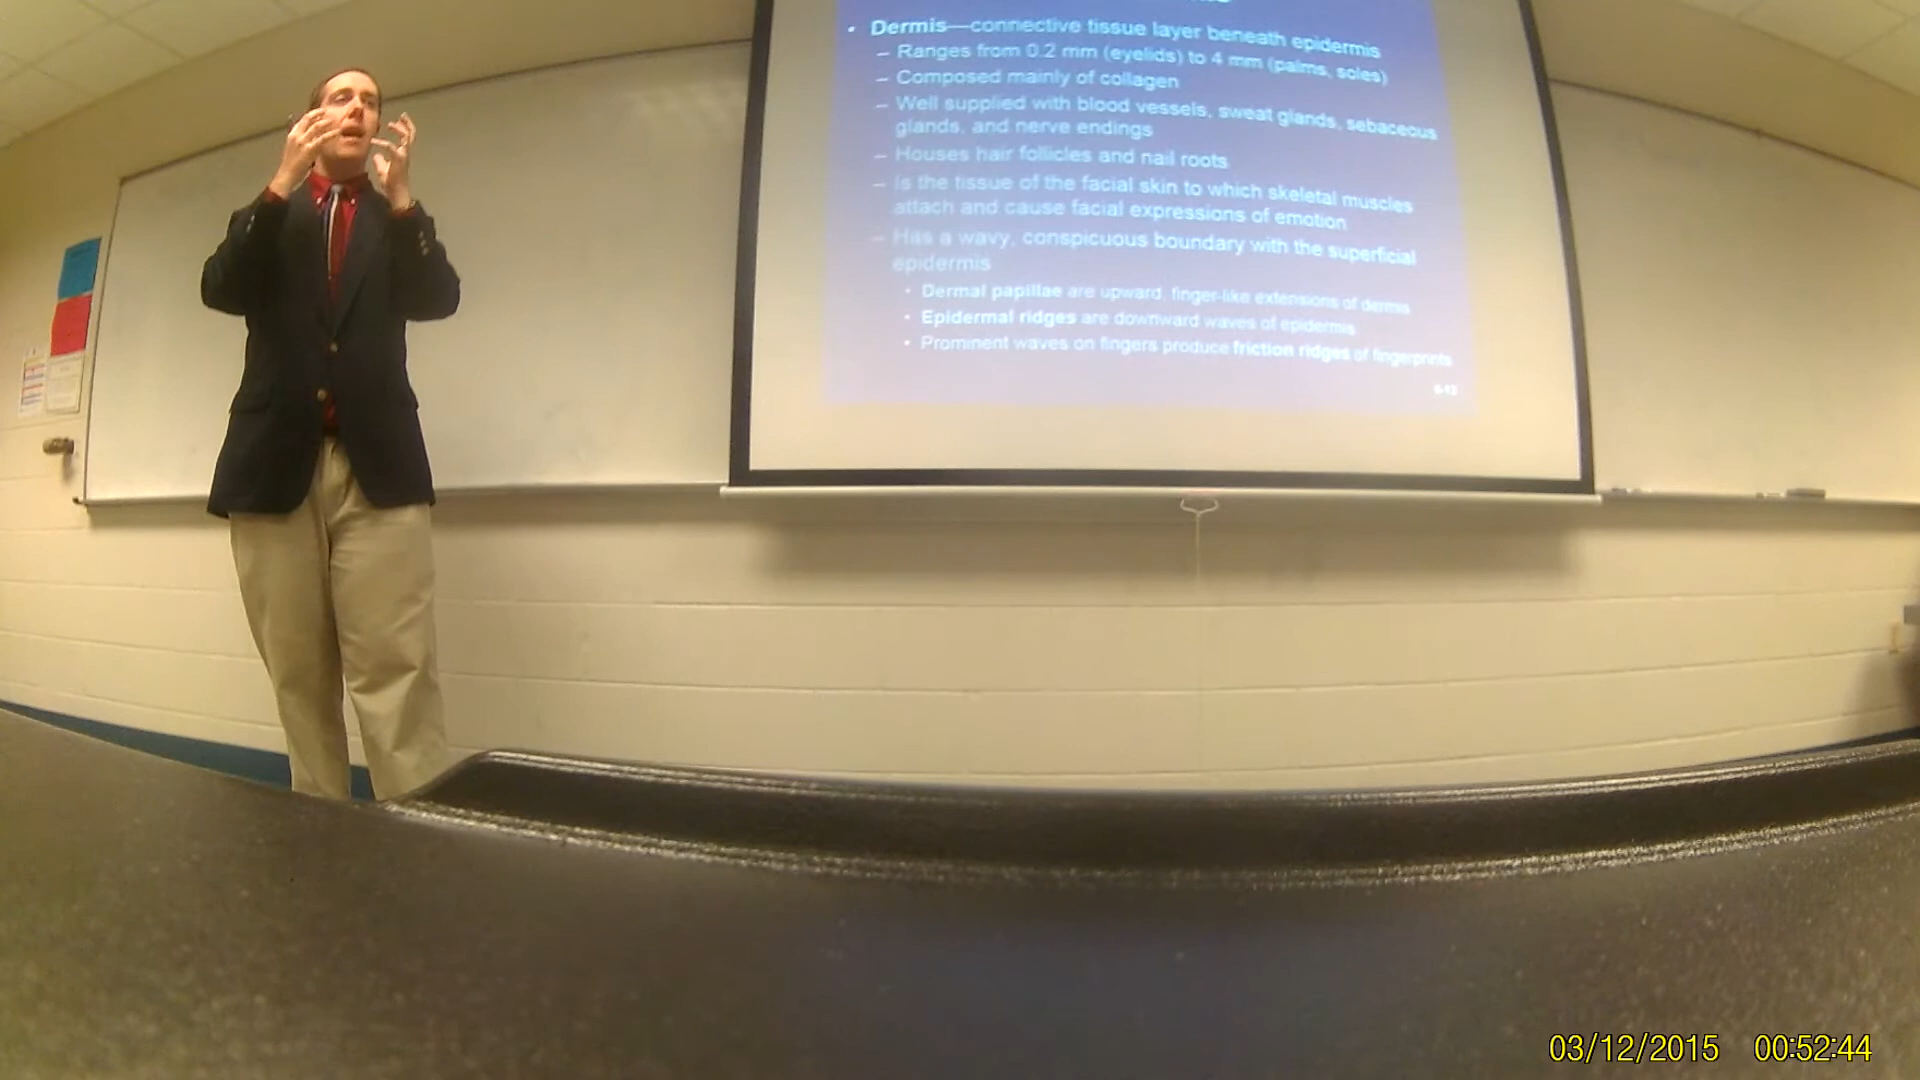 • Dermis—connective tissue layer beneath epidermis
– Ranges from 0.2 mm (eyelids) to 4 mm (palms, soles)
– Composed mainly of collagen
– Well supplied with blood vessels, sweat glands, sebaceous
glands, and nerve endings
– Houses hair follicles and nail roots
– Is the tissue of the facial skin to which skeletal muscles
attach and cause facial expressions of emotion
– Has a wavy, conspicuous boundary with the superficial
epidermis
• Dermal papillae are upward, finger-like extensions of dermis
• Epidermal ridges are downward waves of epidermis
• Prominent waves on fingers produce friction ridges of fingerprints
03/12/2015 00:52:44